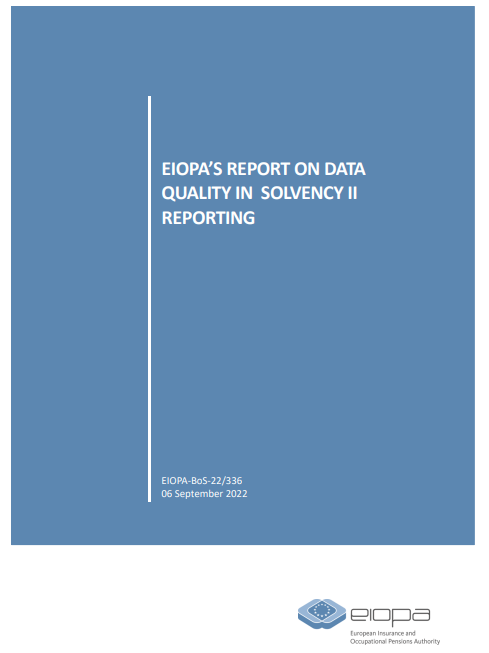 EIOPA'S REPORT ON DATA
QUALITY IN SOLVENCY II
REPORTING
EIOPA-BoS-22/336
06 September 2022
eiopa
European Insurance and
Occupational Pensions Authority